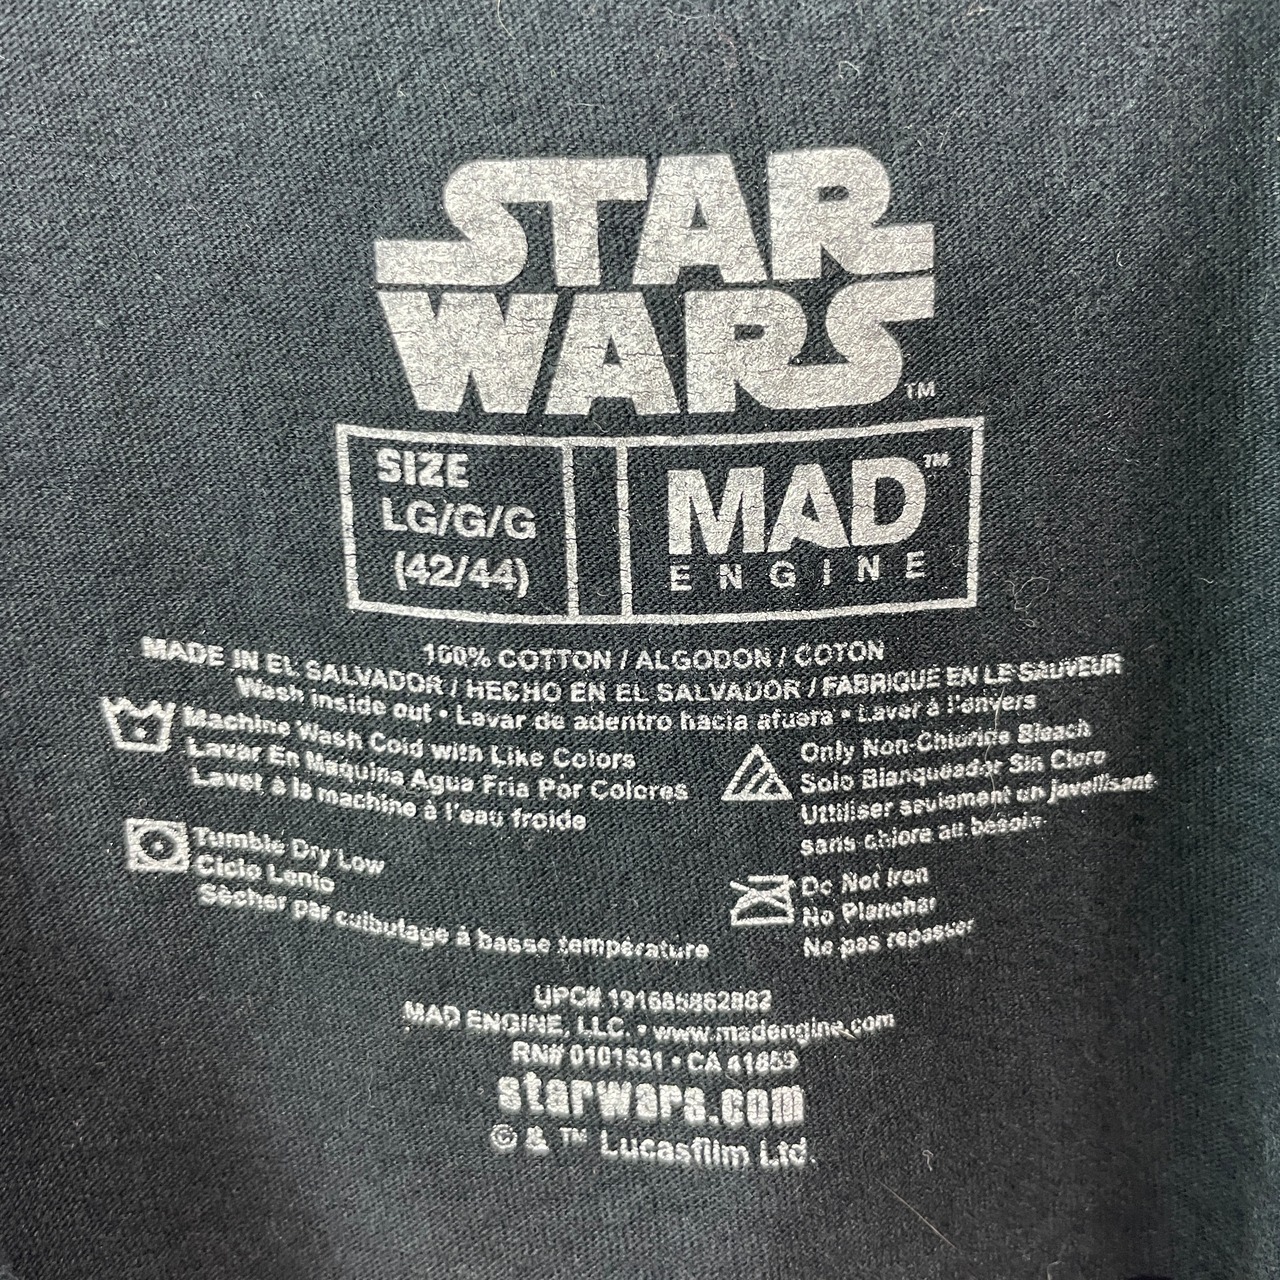 STAR
WARS
TM
SIZE
LG/G/G
(42/44)
MAD™
ENGINE
100% COTTON / ALGODON / COTON
MADE IN EL SALVADOR / HECHO EN EL SALVADOR / FABRIQUE EN LE SAUVEUR
Wash inside out • Lavar de adentro hacia afuera • Laver à l'envers
Machine Wash Cold with Like Colors
Lavar En Maquina Agua Fria Por Colores
Lavet à la machine à l'eau froide
Only Non-Chlorine Bleach
Solo Blanqueador Sin Cloro
Uttiliser seulement un javellisant
sans chlore au besoin
Tumble Dry Low
Ciclo Lento
Sècher par culbutage à basse température
Do Not Iron
No Planchar
Ne pas repasser
UPC#
MAD ENGINE, LLC. • www.madengine.com
RN# 0101531 • CA 41659
starwars.com
© & ™ Lucasfilm Ltd.